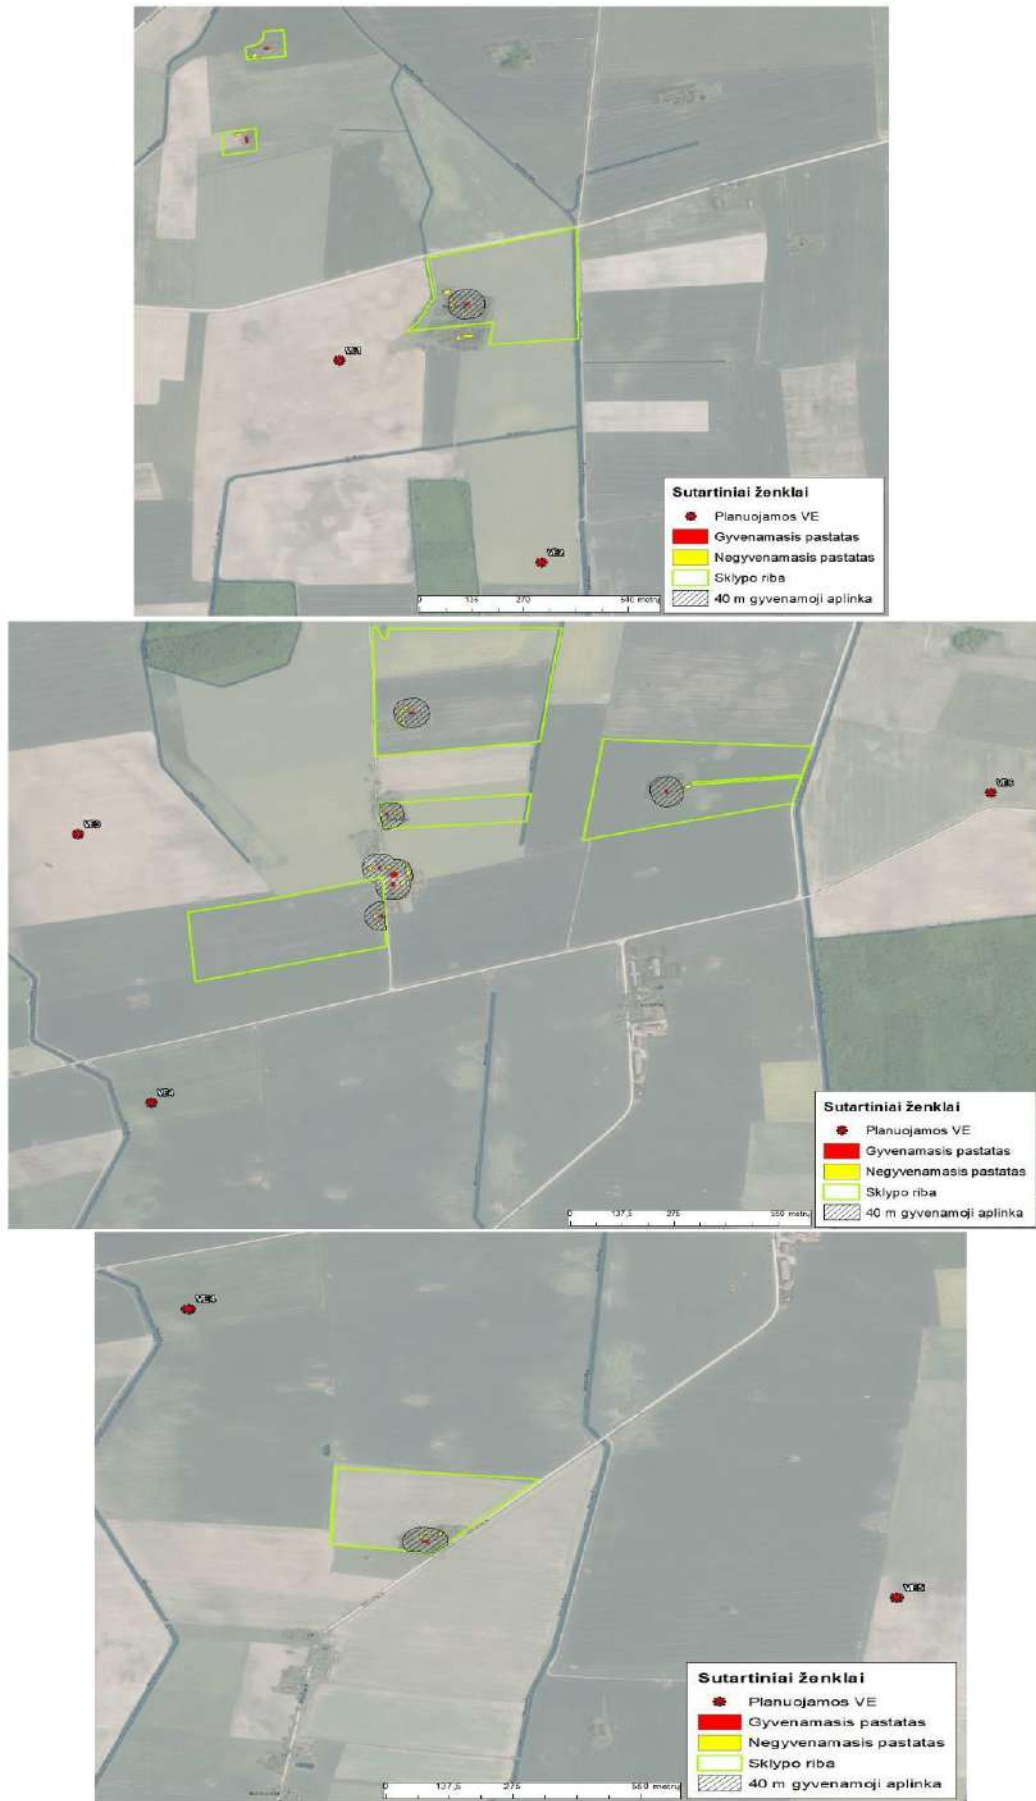 VE1
VE2
Sutartiniai ženklai
Planuojamos VE
Gyvenamasis pastatas
Negyvenamasis pastatas
Sklypo riba
40 m gyvenamoji aplinka
0 135 270 540 metrų
VE3
VE6
VE4
Sutartiniai ženklai
Planuojamos VE
Gyvenamasis pastatas
Negyvenamasis pastatas
Sklypo riba
40 m gyvenamoji aplinka
0 137,5 275 550 metrų
VE4
VE5
Sutartiniai ženklai
Planuojamos VE
Gyvenamasis pastatas
Negyvenamasis pastatas
Sklypo riba
40 m gyvenamoji aplinka
0 137,5 275 550 metrų